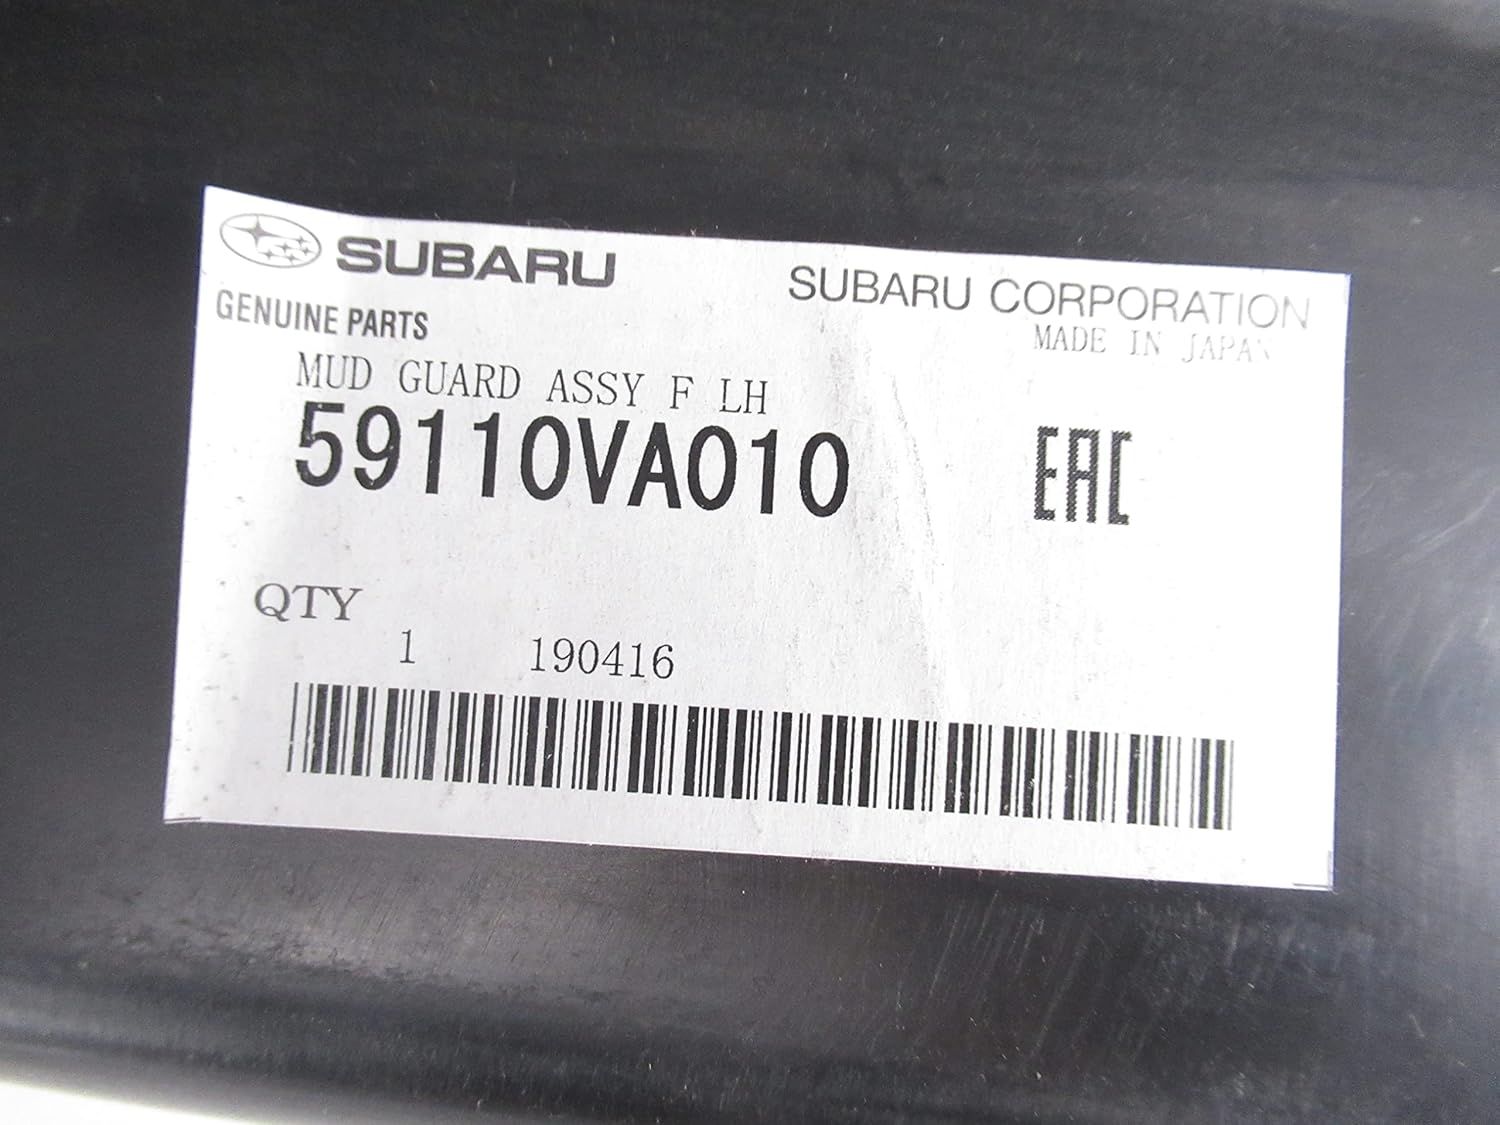 SUBARU
GENUINE PARTS
SUBARU CORPORATION
MADE IN JAPAN
MUD GUARD ASSY F LH
59110VA010
EAC
QTY
1 190416